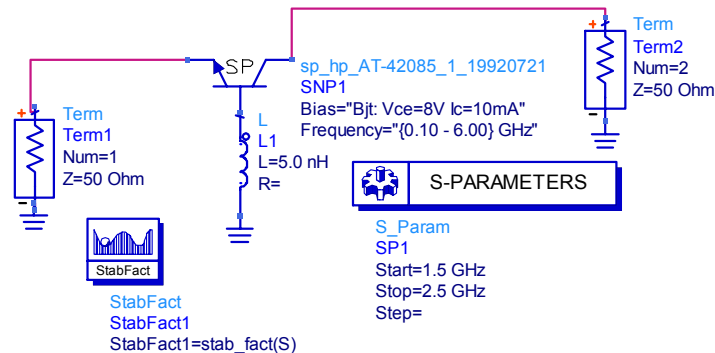 Term
Term1
Num=1
Z=50 Ohm
SP
sp_hp_AT-42085_1_19920721
SNP1
Bias="Bjt: Vce=8V Ic=10mA"
Frequency="{0.10 - 6.00} GHz"
Term
Term2
Num=2
Z=50 Ohm
L
L1
L=5.0 nH
R=
S-PARAMETERS
S_Param
SP1
Start=1.5 GHz
Stop=2.5 GHz
Step=
StabFact
StabFact
StabFact1
StabFact1=stab_fact(S)